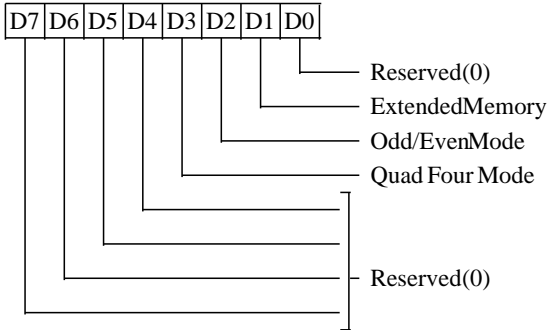 D7 D6 D5 D4 D3 D2 D1 D0
Reserved(0)
ExtendedMemory
Odd/EvenMode
Quad Four Mode
Reserved(0)